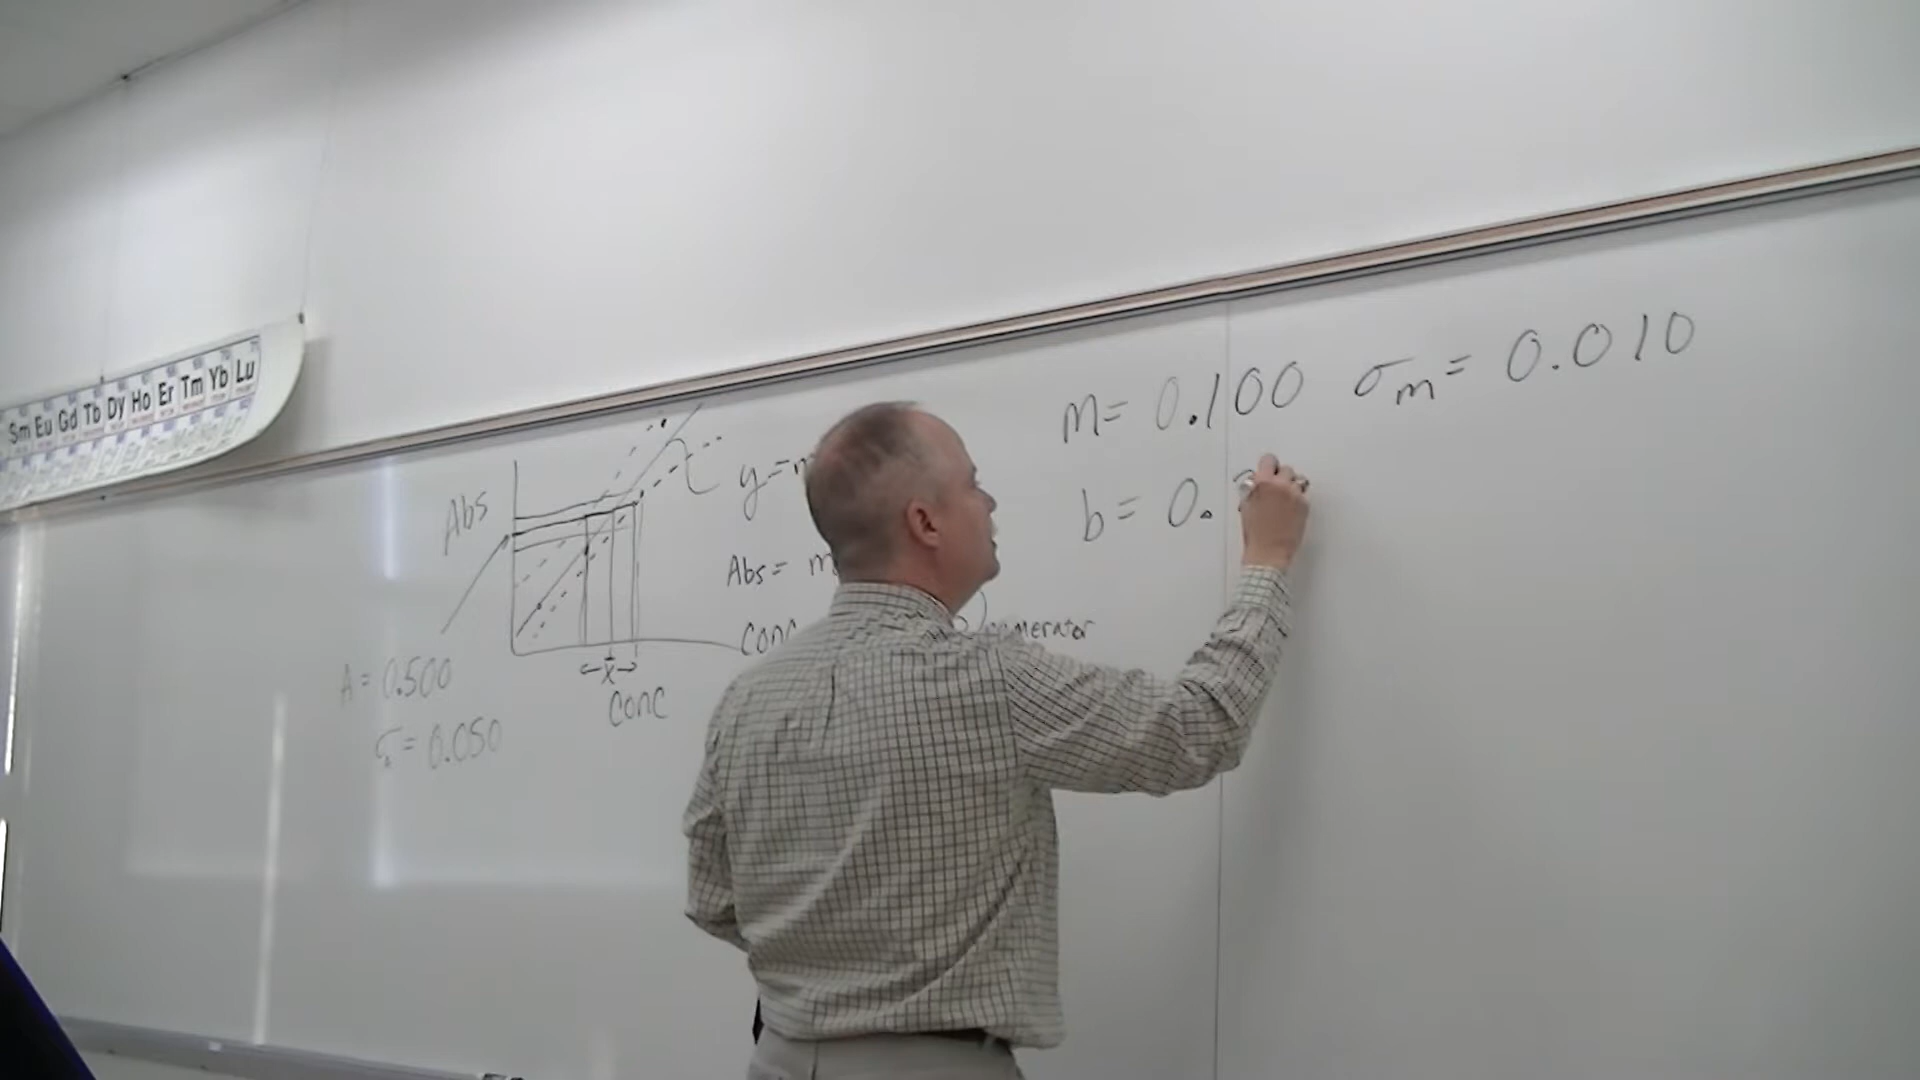 Sm Eu Gd Tb Dy Ho Er Tm Yb Lu
Abs
A = 0.500
σ = 0.050
x
Conc
y =
Abs = m
Conc
numerator
m = 0.100 σm = 0.010
b = 0.